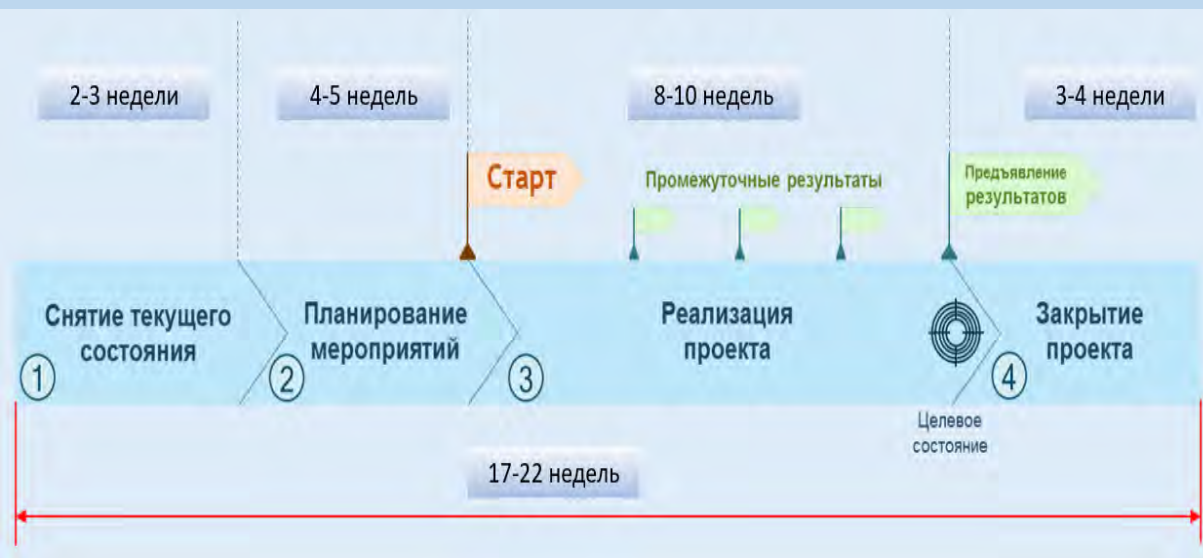 2-3 недели
4-5 недель
8-10 недель
3-4 недели
Старт
Промежуточные результаты
Предъявление
результатов
Снятие текущего
состояния
1
Планирование
мероприятий
2
3
Реализация
проекта
Закрытие
проекта
4
Целевое
состояние
17-22 недель